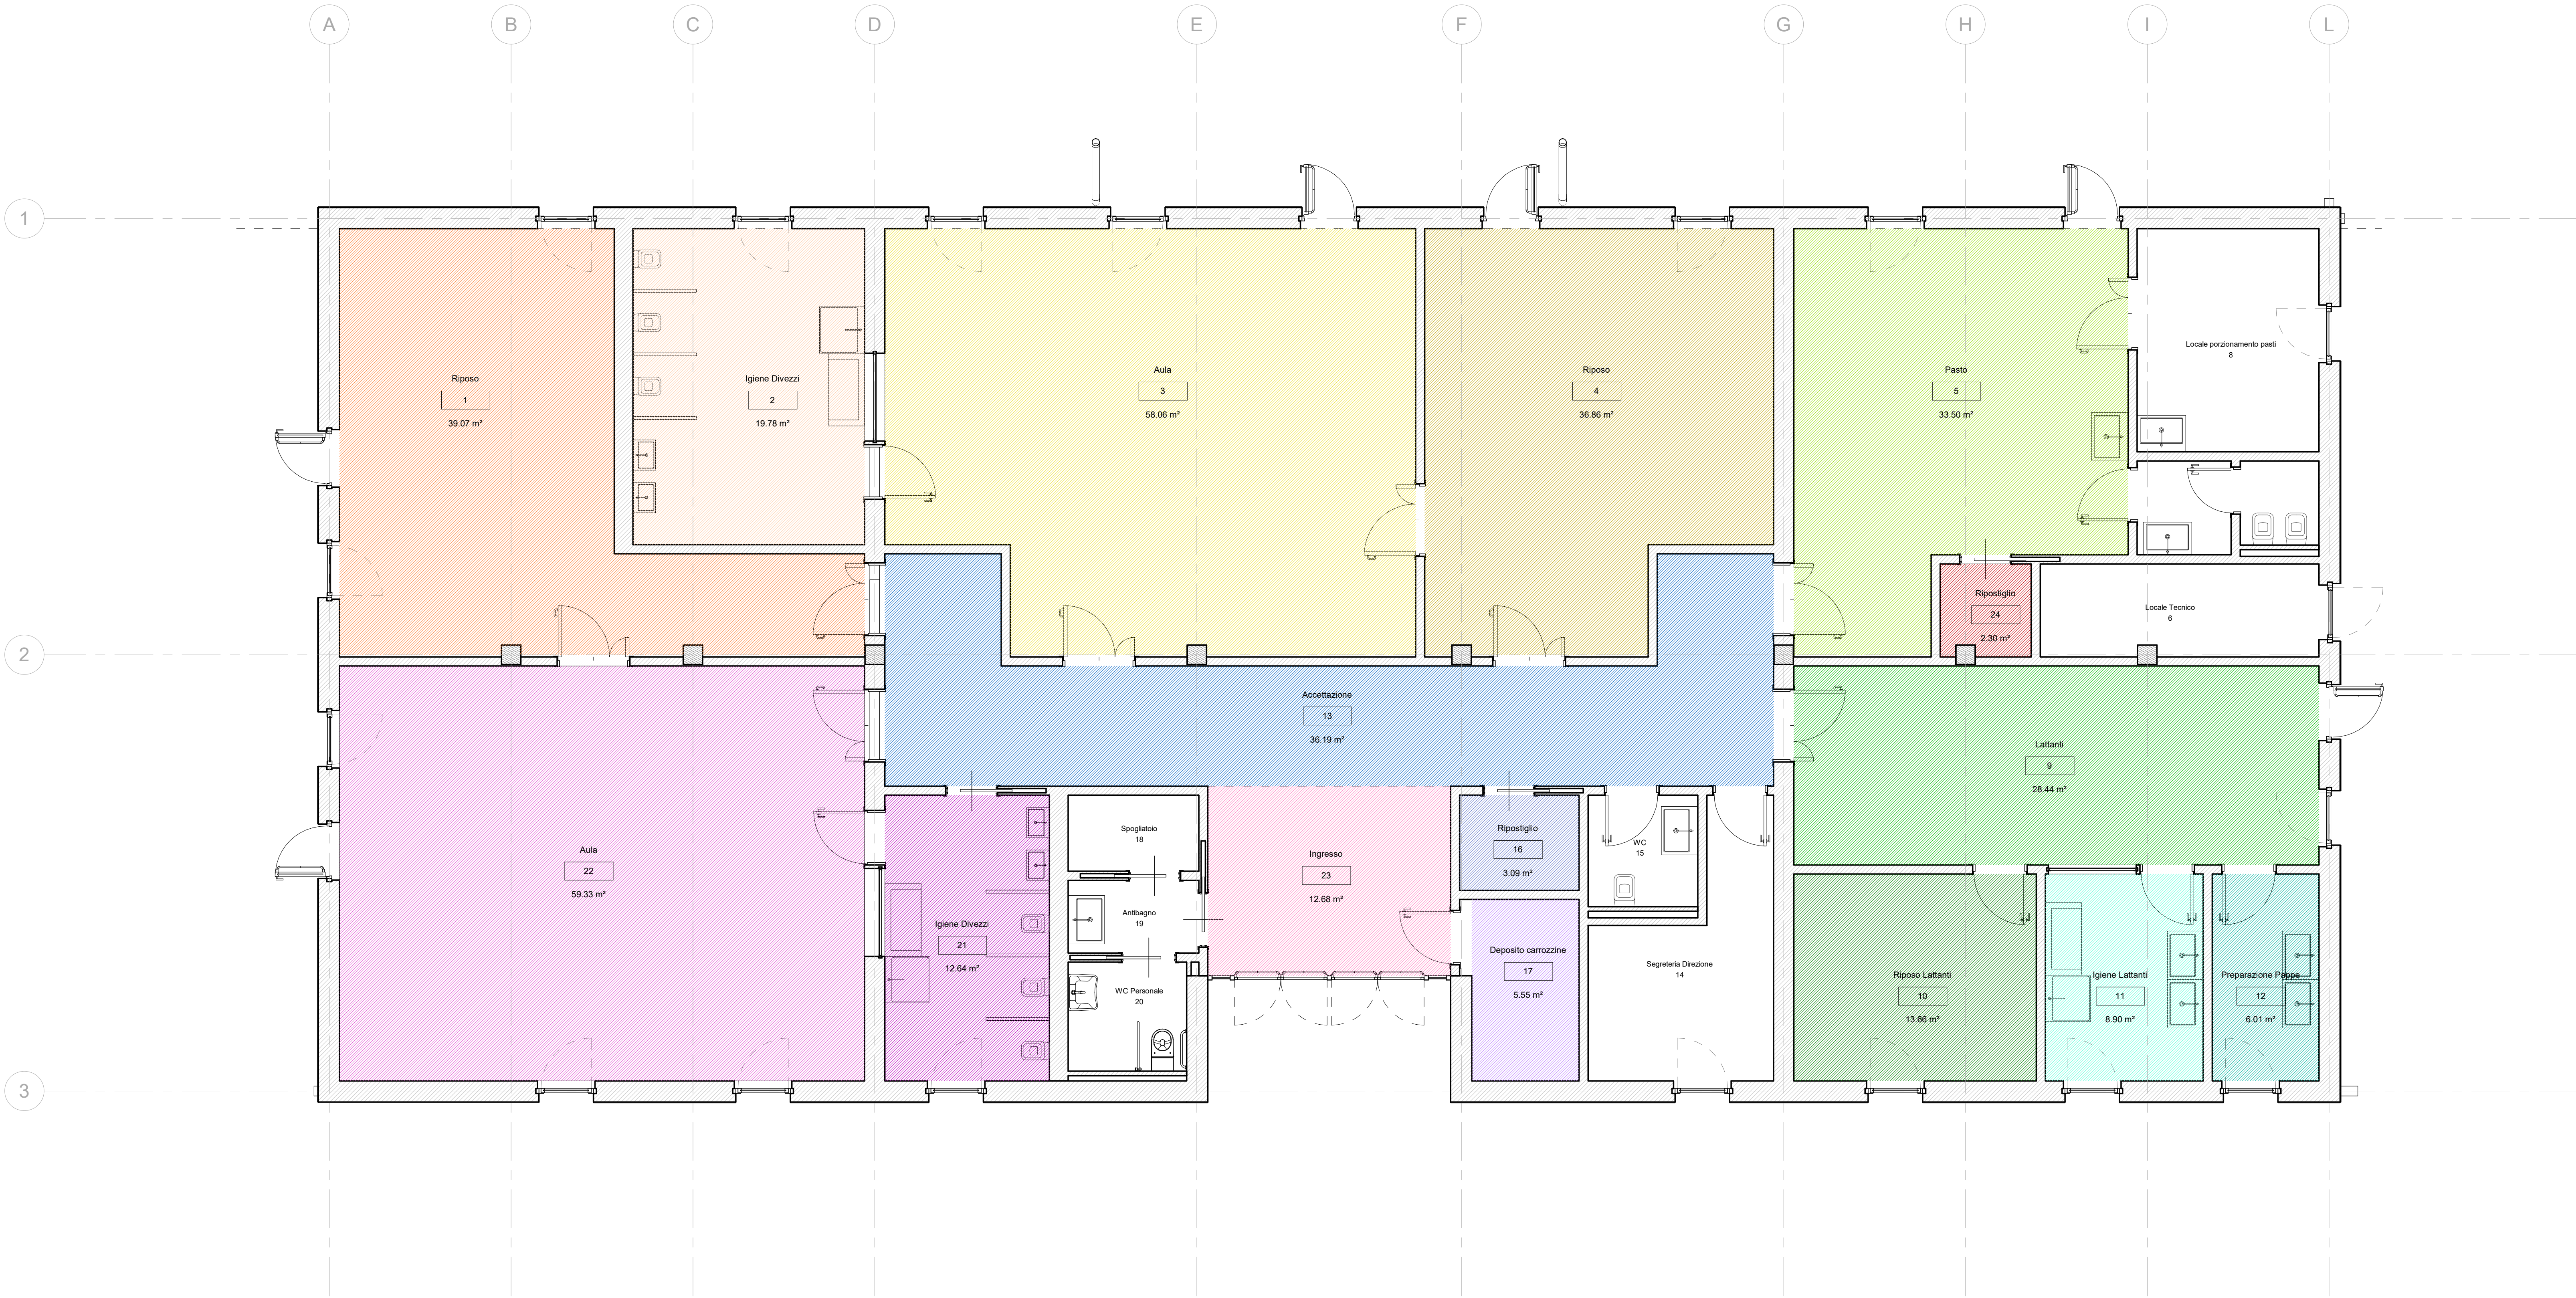 A
B
C
D
E
F
G
H
I
L
1
2
3
Riposo
1
39.07 m²
Igiene Divezzi
2
19.78 m²
Aula
3
58.06 m²
Riposo
4
36.86 m²
Pasto
5
33.50 m²
Locale porzionamento pasti
8
Ripostiglio
24
2.30 m²
Locale Tecnico
6
Accettazione
13
36.19 m²
Lattanti
9
28.44 m²
Aula
22
59.33 m²
Igiene Divezzi
21
12.64 m²
Spogliatoio
18
Antibagno
19
WC Personale
20
Ingresso
23
12.68 m²
Ripostiglio
16
3.09 m²
WC
15
Deposito carrozzine
17
5.55 m²
Segreteria Direzione
14
Riposo Lattanti
10
13.66 m²
Igiene Lattanti
11
8.90 m²
Preparazione Pappe
12
6.01 m²